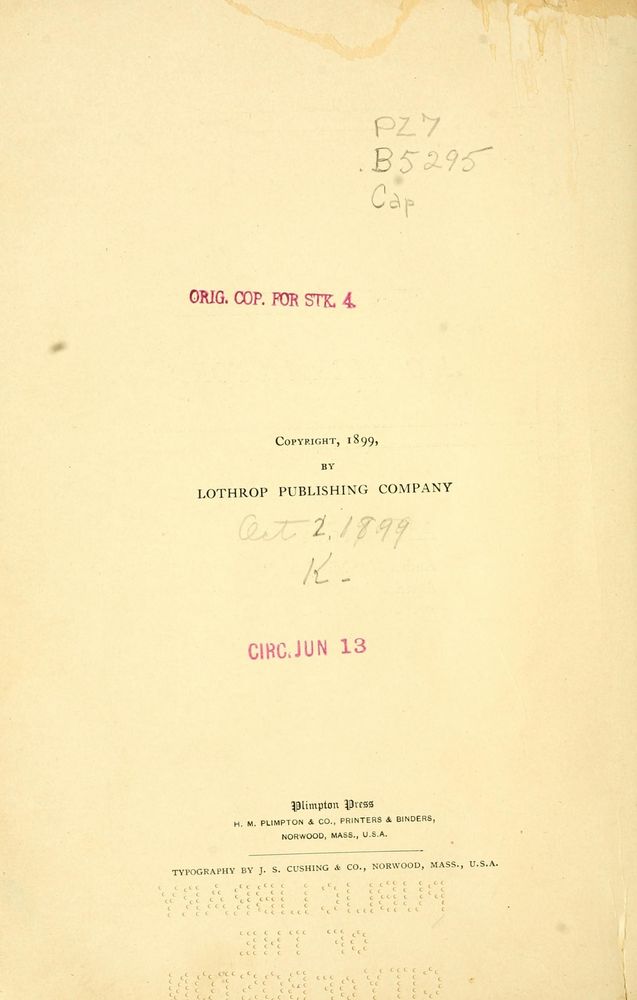 PZ7
.B5295
Cap
ORIG. COP. FOR STK. 4
COPYRIGHT, 1899,
BY
LOTHROP PUBLISHING COMPANY
Oct 2, 1899
K-
CIRC. JUN 13
Plimpton Press
H. M. PLIMPTON & CO., PRINTERS & BINDERS,
NORWOOD, MASS., U.S.A.
TYPOGRAPHY BY J. S. CUSHING & CO., NORWOOD, MASS., U.S.A.